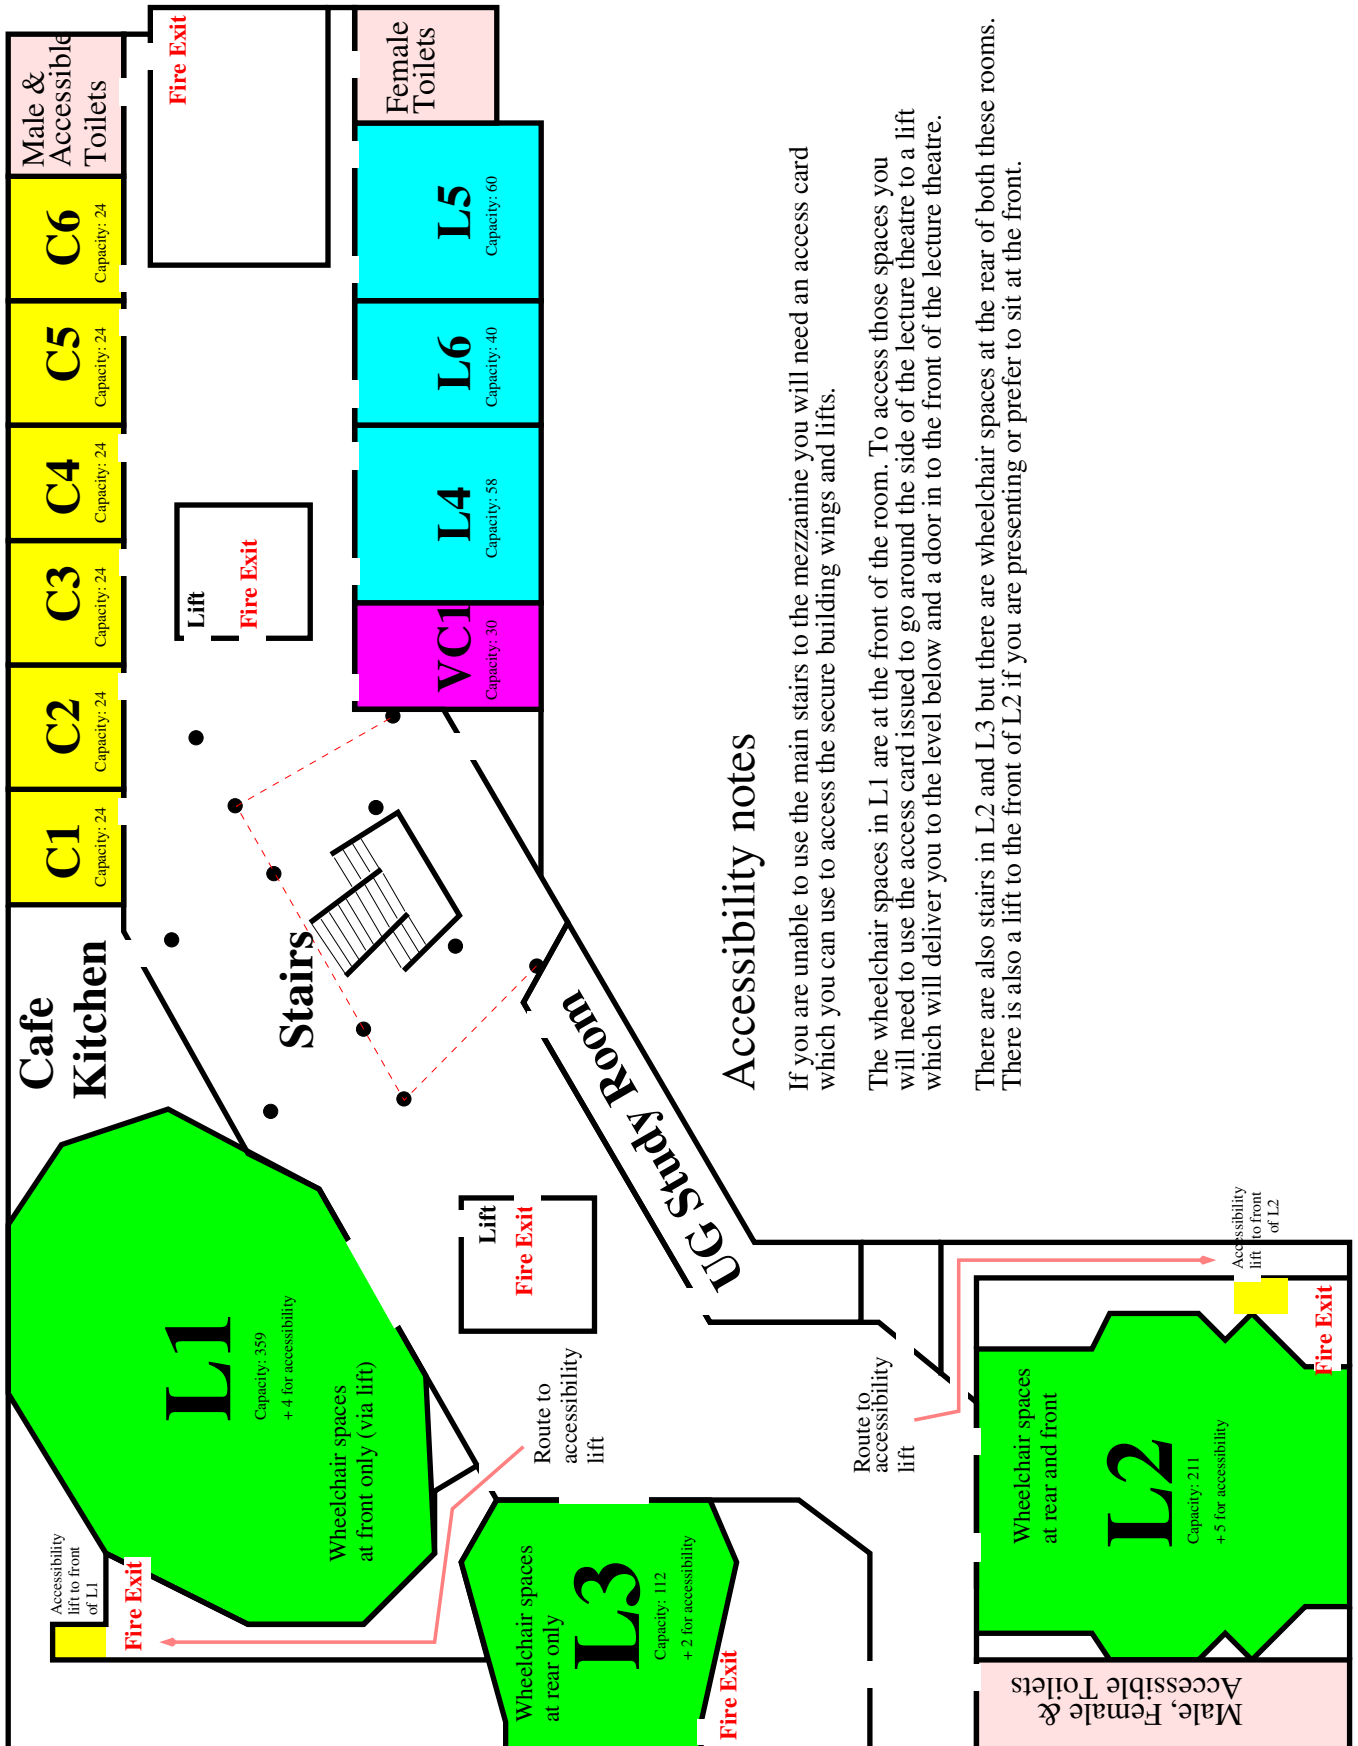 Male &
Accessible
Toilets
Fire Exit
Female
Toilets
C6
Capacity: 24
C5
Capacity: 24
C4
Capacity: 24
C3
Capacity: 24
C2
Capacity: 24
C1
Capacity: 24
L5
Capacity: 60
L6
Capacity: 40
L4
Capacity: 58
VC1
Capacity: 30
Lift
Fire Exit
Cafe
Kitchen
Stairs
UG Study Room
Lift
Fire Exit
L1
Capacity: 359
+ 4 for accessibility
Wheelchair spaces
at front only (via lift)
Accessibility
lift to front
of L1
Fire Exit
Route to
accessibility
lift
Wheelchair spaces
at rear only
L3
Capacity: 112
+ 2 for accessibility
Fire Exit
Route to
accessibility
lift
Wheelchair spaces
at rear and front
L2
Capacity: 211
+ 5 for accessibility
Accessibility
lift to front
of L2
Fire Exit
Male, Female &
Accessible Toilets
Accessibility notes
If you are unable to use the main stairs to the mezzanine you will need an access card
which you can use to access the secure building wings and lifts.
The wheelchair spaces in L1 are at the front of the room. To access those spaces you
will need to use the access card issued to go around the side of the lecture theatre to a lift
which will deliver you to the level below and a door in to the front of the lecture theatre.
There are also stairs in L2 and L3 but there are wheelchair spaces at the rear of both these rooms.
There is also a lift to the front of L2 if you are presenting or prefer to sit at the front.